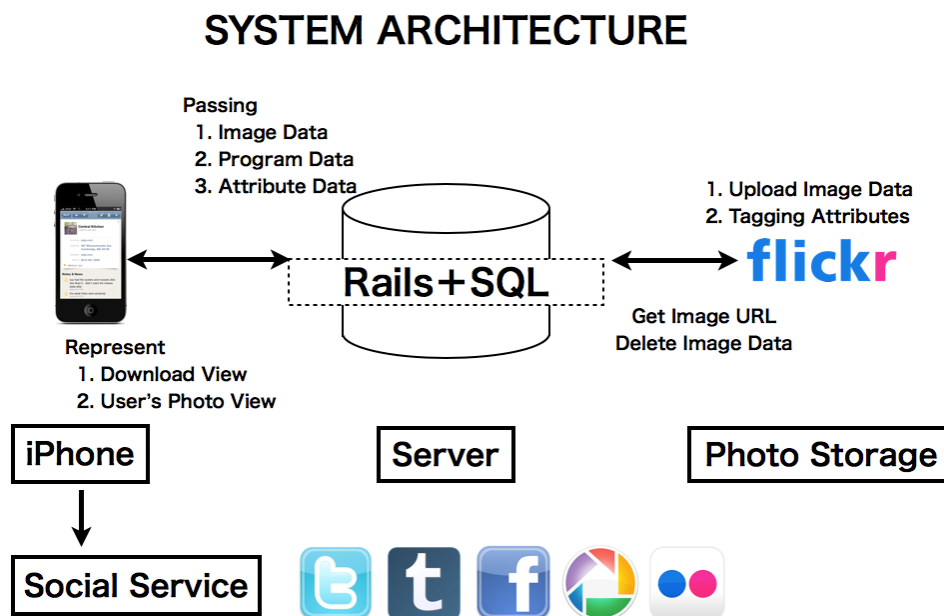 SYSTEM ARCHITECTURE
Passing
1. Image Data
2. Program Data
3. Attribute Data
1. Upload Image Data
2. Tagging Attributes
flickr
Rails+SQL
Get Image URL
Delete Image Data
Central Kitchen
Represent
1. Download View
2. User's Photo View
iPhone
Server
Photo Storage
Social Service
t
t
f